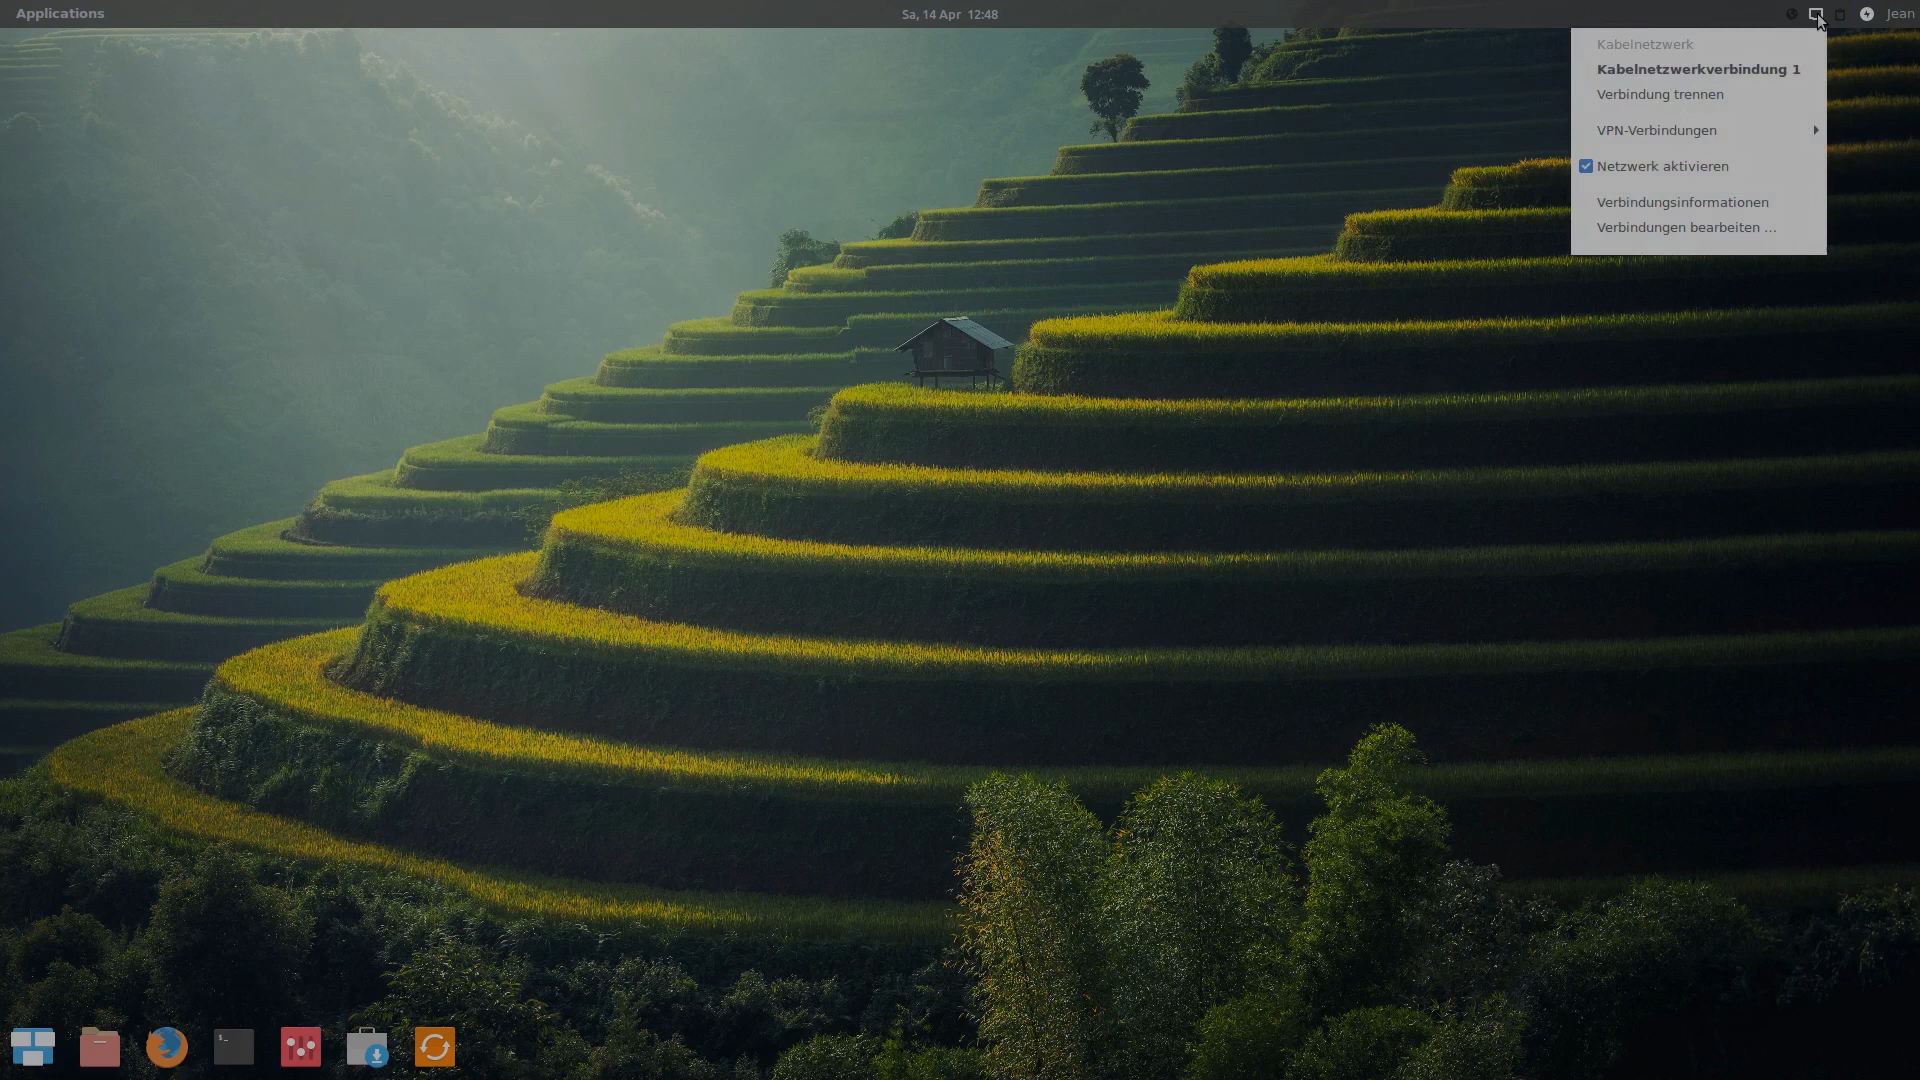 Applications
Sa, 14 Apr 12:48
Jean
Kabelnetzwerk
Kabelnetzwerkverbindung 1
Verbindung trennen
VPN-Verbindungen
Netzwerk aktivieren
Verbindungsinformationen
Verbindungen bearbeiten ...
$_